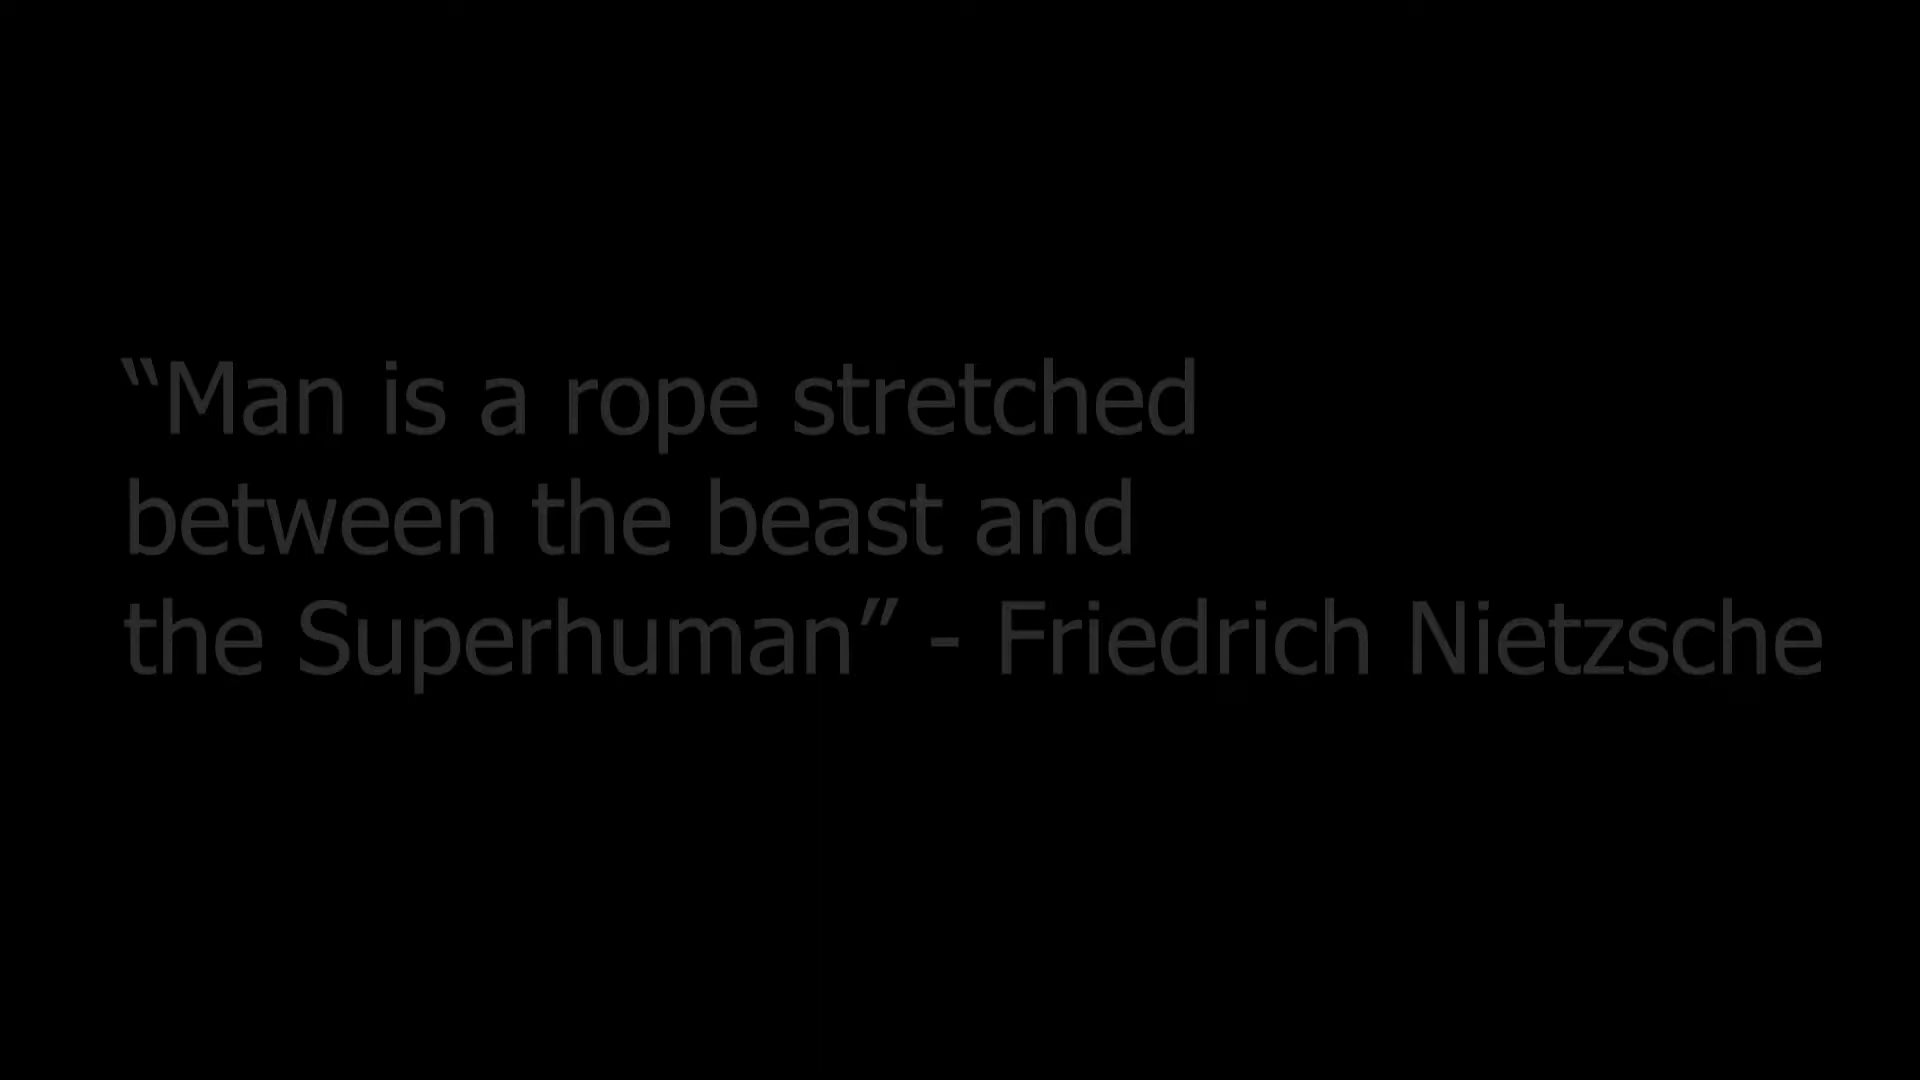 “Man is a rope stretched
between the beast and
the Superhuman” - Friedrich Nietzsche